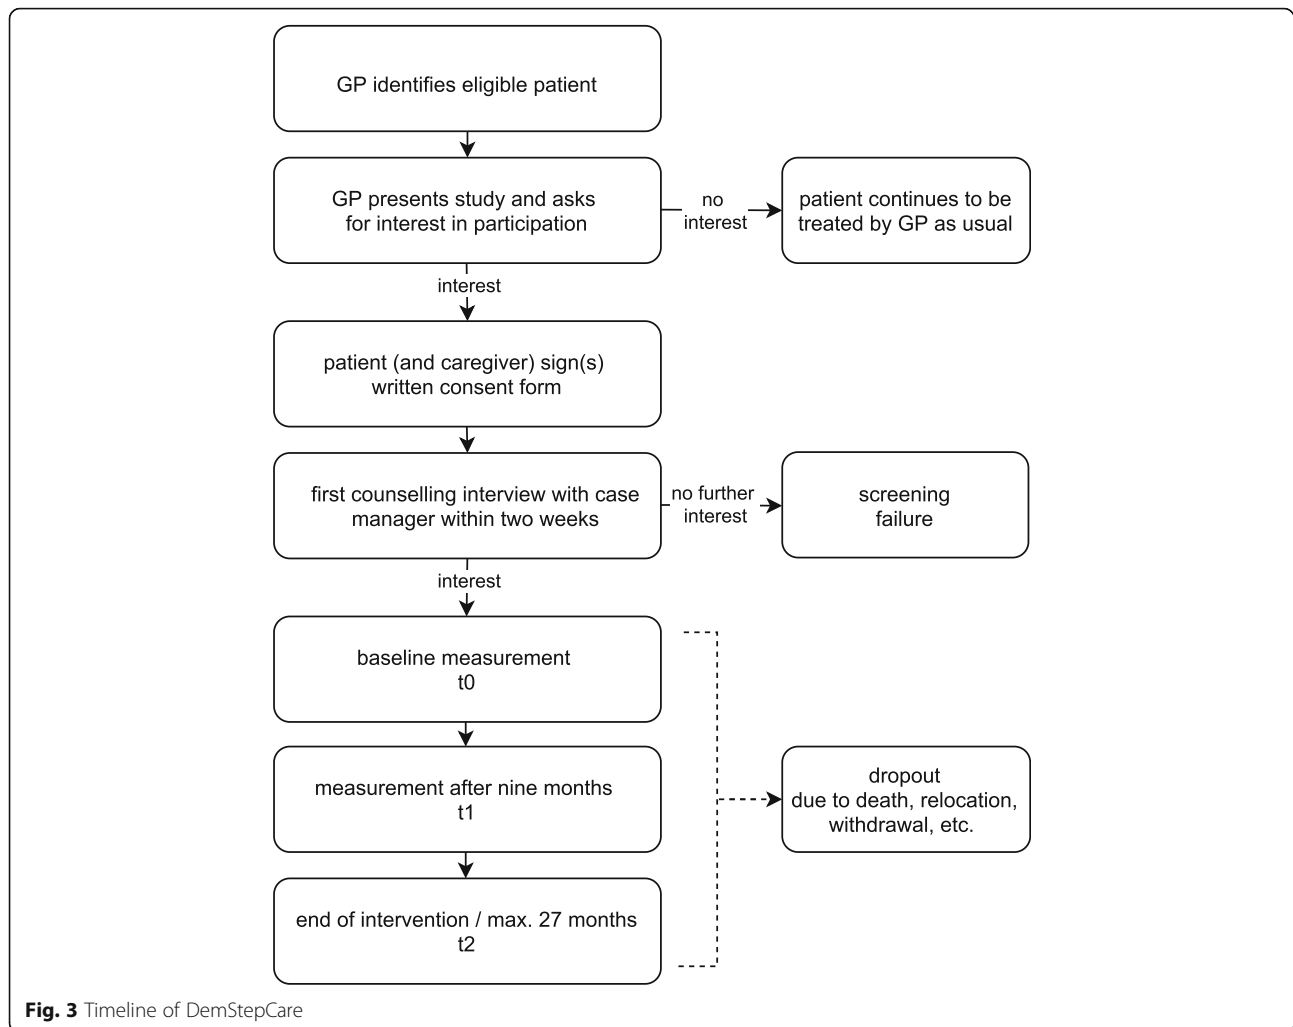 GP identifies eligible patient
GP presents study and asks
for interest in participation
no
interest
patient continues to be
treated by GP as usual
interest
patient (and caregiver) sign(s)
written consent form
first counselling interview with case
manager within two weeks
no further
interest
screening
failure
interest
baseline measurement
t0
measurement after nine months
t1
dropout
due to death, relocation,
withdrawal, etc.
end of intervention / max. 27 months
t2
Fig. 3 Timeline of DemStepCare